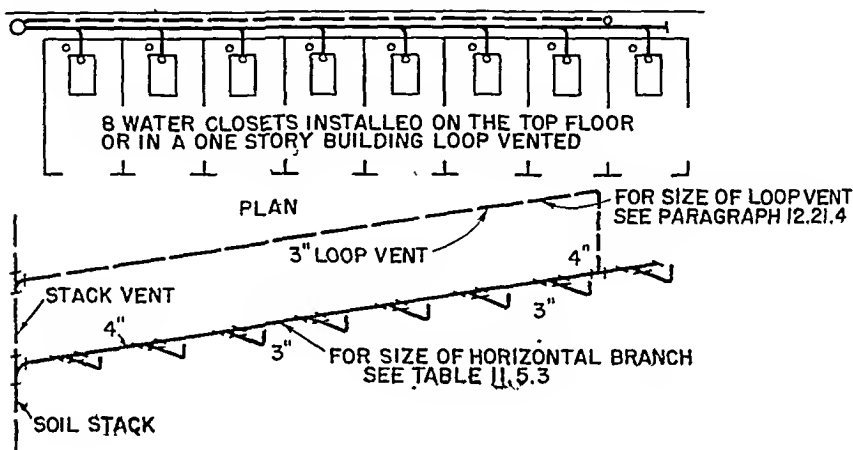 8 WATER CLOSETS INSTALLEO ON THE TOP FLOOR
OR IN A ONE STORY BUILDING LOOP VENTED
PLAN
FOR SIZE OF LOOP VENT
SEE PARAGRAPH 12.21.4
3" LOOP VENT
4"
STACK VENT
3"
4"
3"
FOR SIZE OF HORIZONTAL BRANCH
SEE TABLE 11.5.3
SOIL STACK